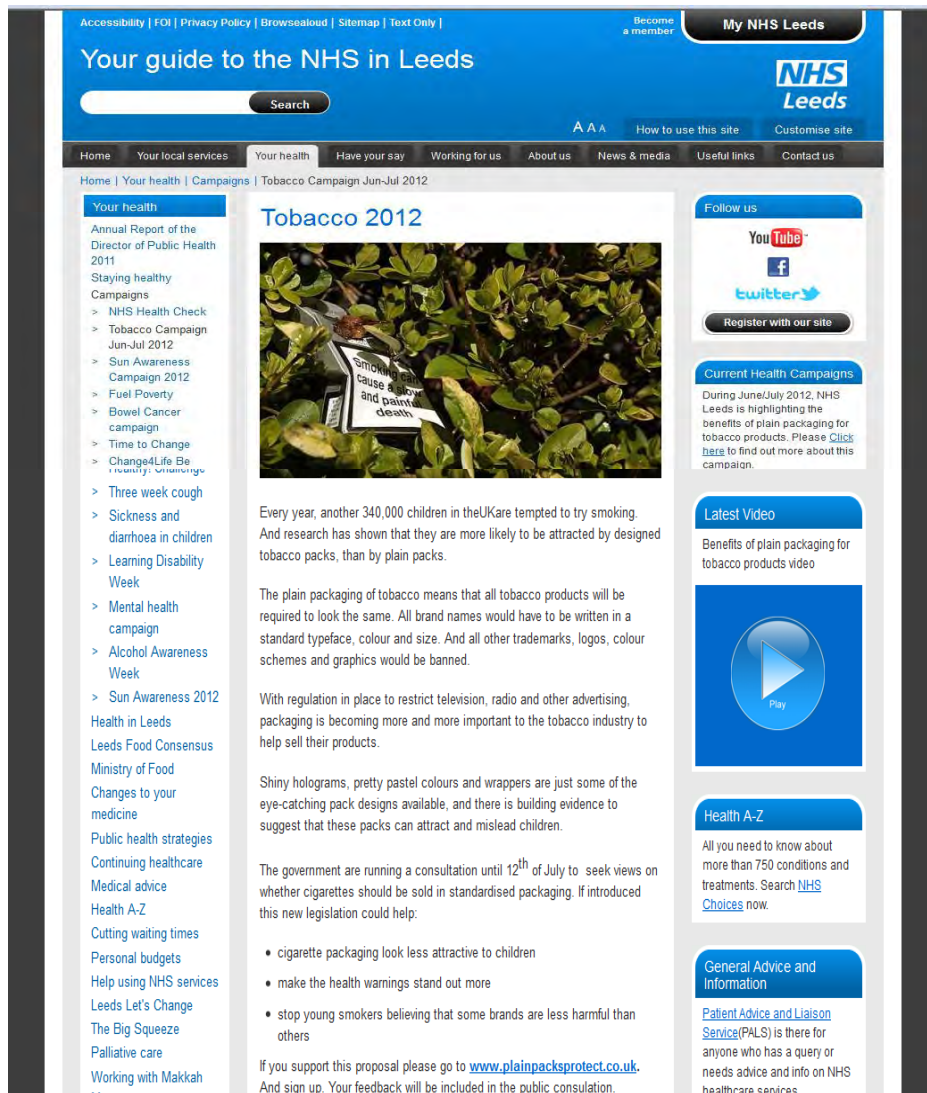 Accessibility | FOI | Privacy Policy | Browsealoud | Sitemap | Text Only |
Become
a member
My NHS Leeds
Your guide to the NHS in Leeds
NHS
Leeds
Search
A A A
How to use this site
Customise site
Home
Your local services
Your health
Have your say
Working for us
About us
News & media
Useful links
Contact us
Home | Your health | Campaigns | Tobacco Campaign Jun-Jul 2012
Your health
Annual Report of the
Director of Public Health
2011
Staying healthy
Campaigns
> NHS Health Check
> Tobacco Campaign
Jun-Jul 2012
> Sun Awareness
Campaign 2012
> Fuel Poverty
> Bowel Cancer
campaign
> Time to Change
> Change4Life Be
Healthy! Challenge
> Three week cough
> Sickness and
diarrhoea in children
> Learning Disability
Week
> Mental health
campaign
> Alcohol Awareness
Week
> Sun Awareness 2012
Health in Leeds
Leeds Food Consensus
Ministry of Food
Changes to your
medicine
Public health strategies
Continuing healthcare
Medical advice
Health A-Z
Cutting waiting times
Personal budgets
Help using NHS services
Leeds Let's Change
The Big Squeeze
Palliative care
Working with Makkah
Tobacco 2012
Smoking can
cause a slow
and painful
death
Every year, another 340,000 children in theUKare tempted to try smoking.
And research has shown that they are more likely to be attracted by designed
tobacco packs, than by plain packs.
The plain packaging of tobacco means that all tobacco products will be
required to look the same. All brand names would have to be written in a
standard typeface, colour and size. And all other trademarks, logos, colour
schemes and graphics would be banned.
With regulation in place to restrict television, radio and other advertising,
packaging is becoming more and more important to the tobacco industry to
help sell their products.
Shiny holograms, pretty pastel colours and wrappers are just some of the
eye-catching pack designs available, and there is building evidence to
suggest that these packs can attract and mislead children.
The government are running a consultation until 12th of July to seek views on
whether cigarettes should be sold in standardised packaging. If introduced
this new legislation could help:
• cigarette packaging look less attractive to children
• make the health warnings stand out more
• stop young smokers believing that some brands are less harmful than
others
If you support this proposal please go to www.plainpacksprotect.co.uk.
And sign up. Your feedback will be included in the public consulation.
Follow us
YouTube
f
twitter
Register with our site
Current Health Campaigns
During June/July 2012, NHS
Leeds is highlighting the
benefits of plain packaging for
tobacco products. Please Click
here to find out more about this
campaign.
Latest Video
Benefits of plain packaging for
tobacco products video
Play
Health A-Z
All you need to know about
more than 750 conditions and
treatments. Search NHS
Choices now.
General Advice and
Information
Patient Advice and Liaison
Service(PALS) is there for
anyone who has a query or
needs advice and info on NHS
healthcare services